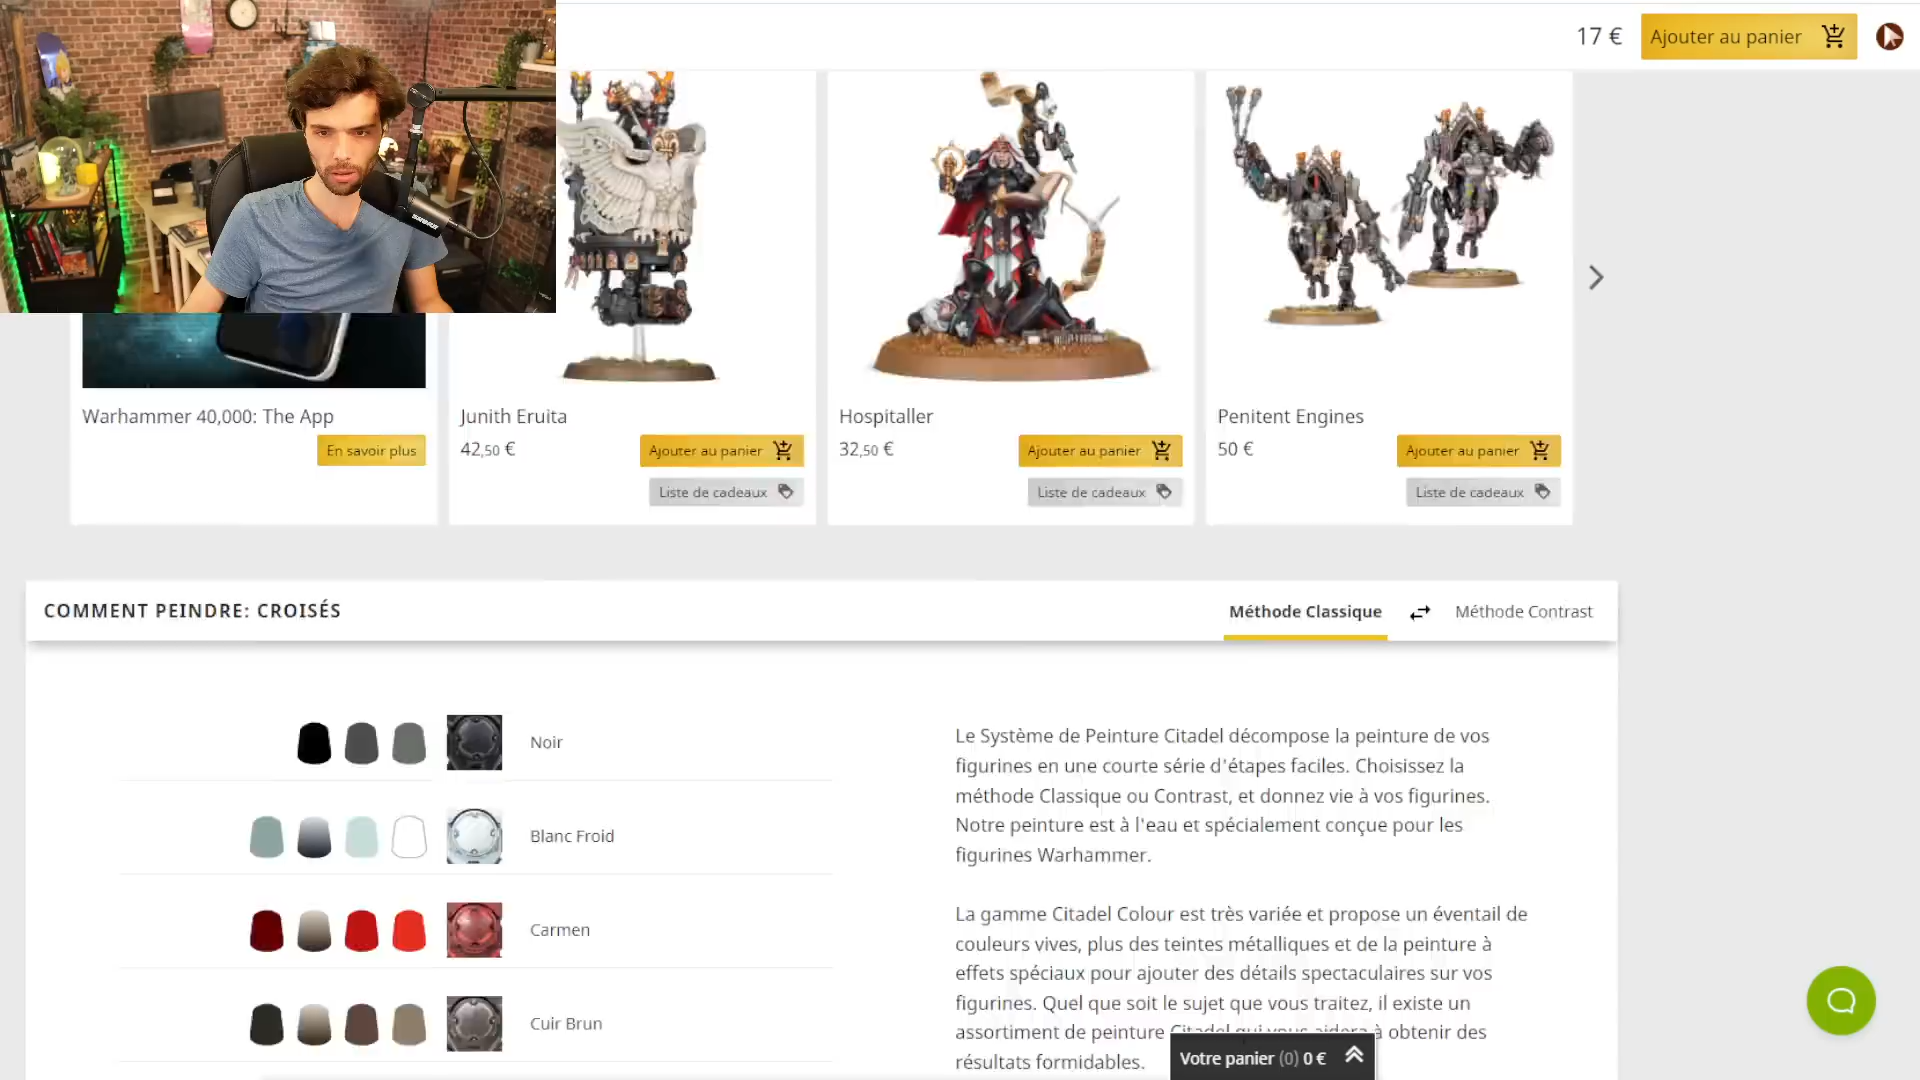 17 € Ajouter au panier
SHURE
Warhammer 40,000: The App
En savoir plus
Junith Eruita
42,50 €
Ajouter au panier
Liste de cadeaux
Hospitaller
32,50 €
Ajouter au panier
Liste de cadeaux
Penitent Engines
50 €
Ajouter au panier
Liste de cadeaux
COMMENT PEINDRE: CROISÉS
Méthode Classique
Méthode Contrast
Noir
Blanc Froid
Carmen
Cuir Brun
Le Système de Peinture Citadel décompose la peinture de vos
figurines en une courte série d'étapes faciles. Choisissez la
méthode Classique ou Contrast, et donnez vie à vos figurines.
Notre peinture est à l'eau et spécialement conçue pour les
figurines Warhammer.
La gamme Citadel Colour est très variée et propose un éventail de
couleurs vives, plus des teintes métalliques et de la peinture à
effets spéciaux pour ajouter des détails spectaculaires sur vos
figurines. Quel que soit le sujet que vous traitez, il existe un
assortiment de peinture Citadel qui vous aidera à obtenir des
résultats formidables.
Votre panier (0) 0 €